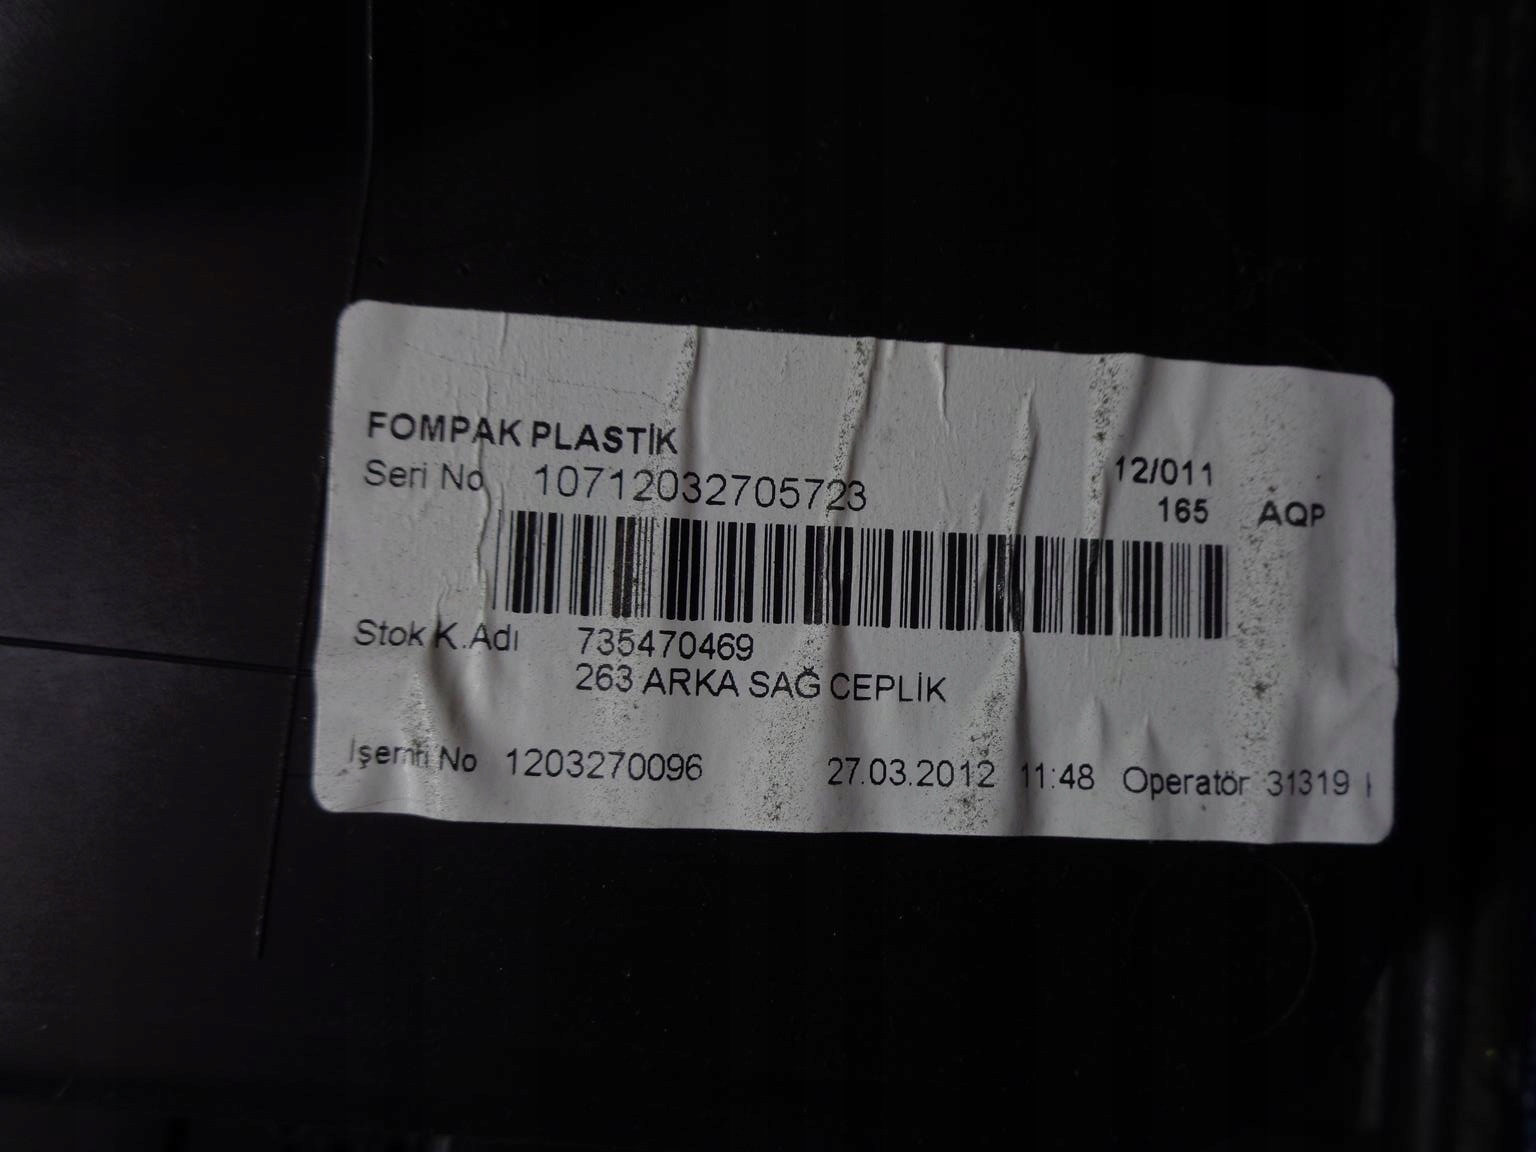 FOMPAK PLASTİK
Seri No 10712032705723 12/011
165 AQP
Stok K.Adı 735470469
263 ARKA SAĞ CEPLİK
İşemri No 1203270096 27.03.2012 11:48 Operatör 31319